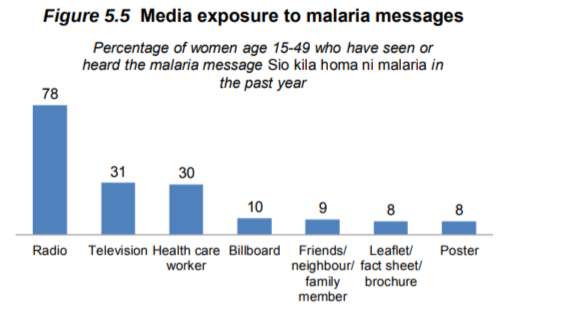 Figure 5.5 Media exposure to malaria messages
Percentage of women age 15-49 who have seen or
heard the malaria message Sio kila homa ni malaria in
the past year
78
31
30
10
9
8
8
Radio
Television
Health care
worker
Billboard
Friends/
neighbour/
family
member
Leaflet/
fact sheet/
brochure
Poster